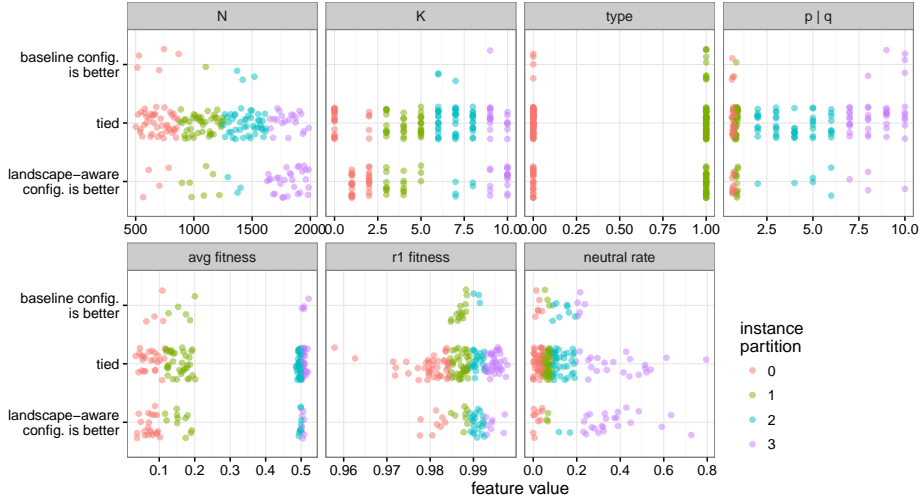 N
K
type
p | q
baseline config.
is better
tied
landscape−aware
config. is better
500
1000
1500
2000
0.0
2.5
5.0
7.5
10.0
0.00
0.25
0.50
0.75
1.00
2.5
5.0
7.5
10.0
avg fitness
r1 fitness
neutral rate
baseline config.
is better
tied
landscape−aware
config. is better
0.1
0.2
0.3
0.4
0.5
0.96
0.97
0.98
0.99
0.0
0.2
0.4
0.6
0.8
feature value
instance
partition
0
1
2
3